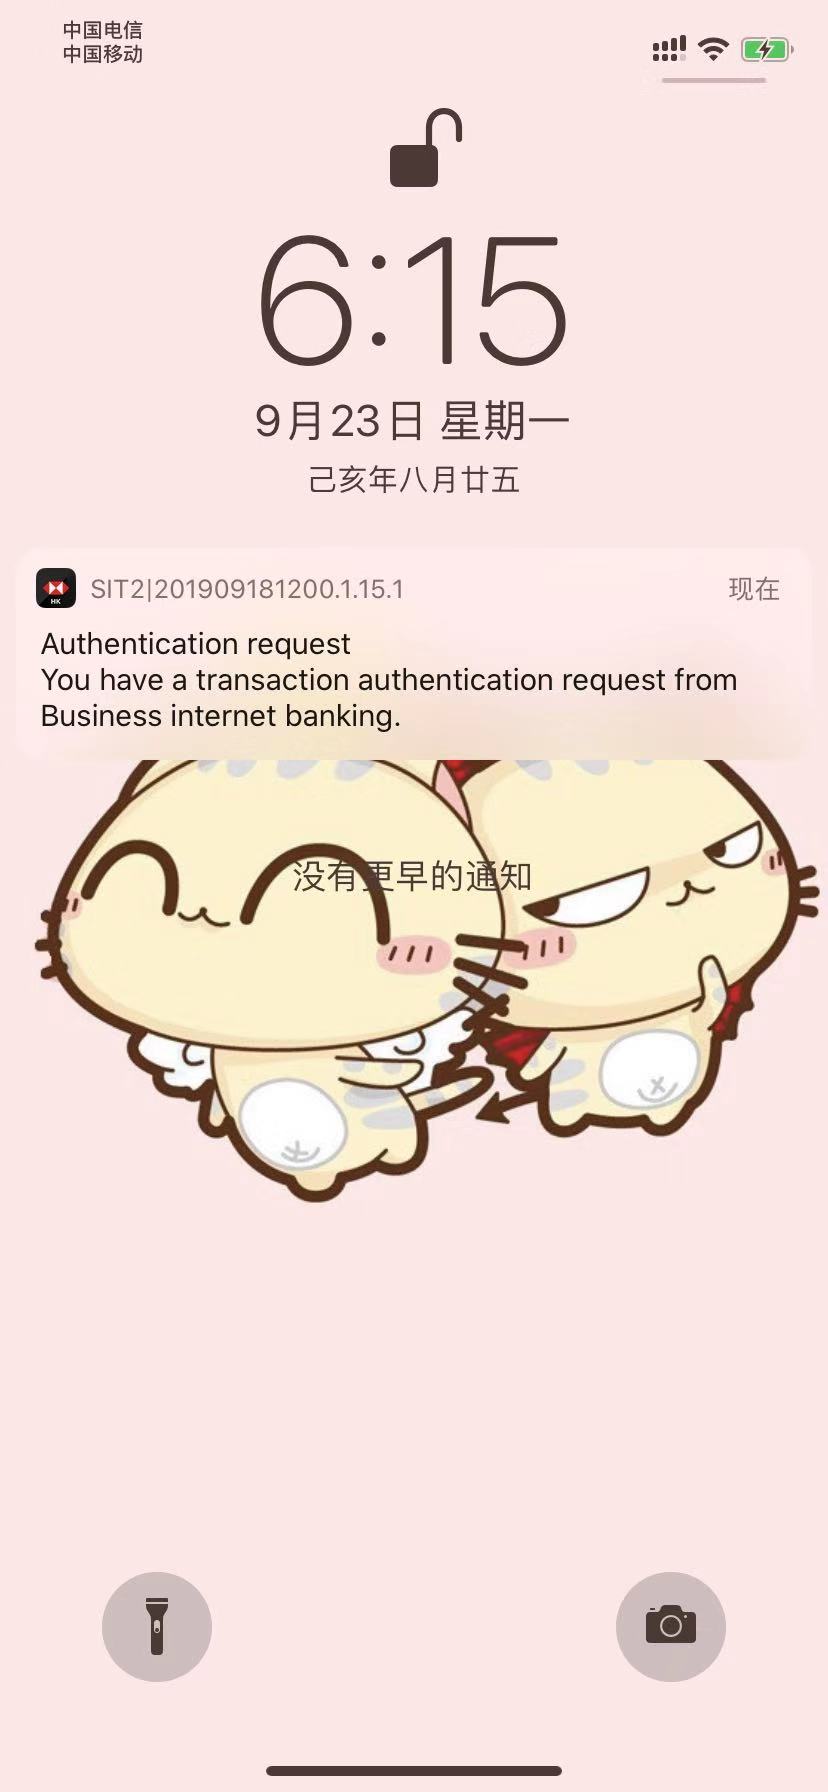 中国电信
中国移动
6:15
9月23日 星期一
己亥年八月廿五
HK
SIT2|201909181200.1.15.1
现在
Authentication request
You have a transaction authentication request from
Business internet banking.
没有更早的通知